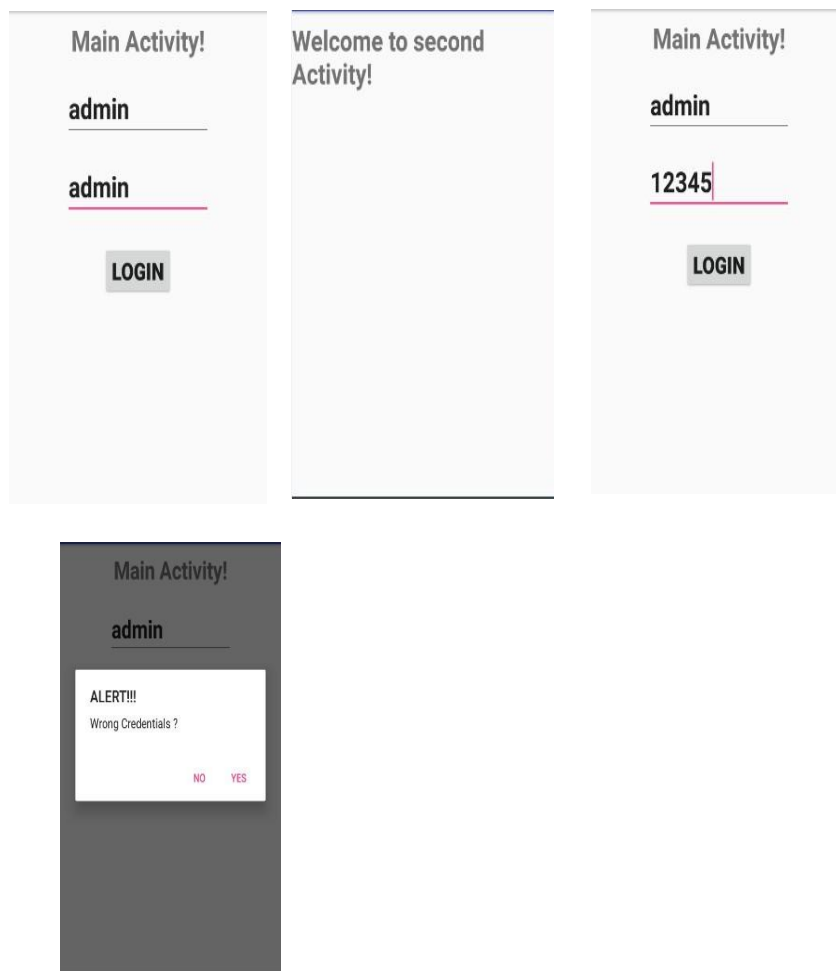 Main Activity!
admin
admin
LOGIN
Welcome to second
Activity!
Main Activity!
admin
12345
LOGIN
Main Activity!
admin
ALERT!!!
Wrong Credentials ?
NO YES